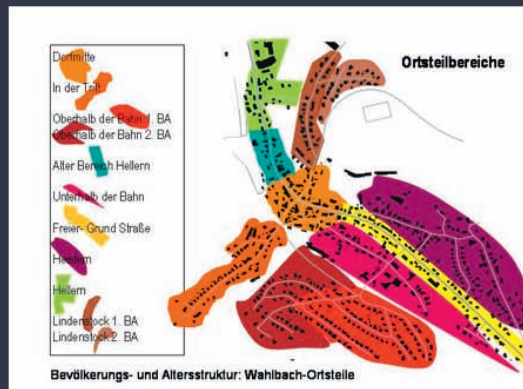 Ortsteilbereiche
Dorfmitte
In der Trift
Oberhalb der Bahn 1. BA
Oberhalb der Bahn 2. BA
Alter Bereich Hellern
Unterhalb der Bahn
Freier- Grund Straße
Hellern
Lindenstock 1. BA
Lindenstock 2. BA
Bevölkerungs- und Altersstruktur: Wahlbach-Ortsteile